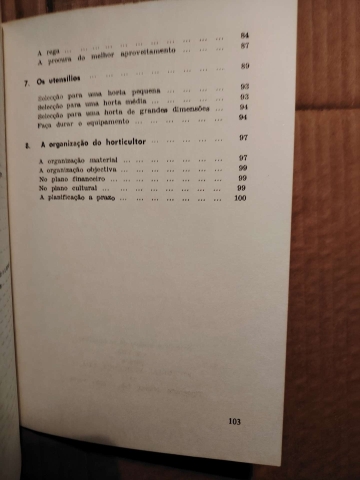 A rega ... ... ... ... ... ... ... ... ... ... 84
A procura do melhor aproveitamento ... ... ... ... 87
7. Os utensílios ... ... ... ... ... ... ... ... ... 89
Selecção para uma horta pequena ... ... ... ... 93
Selecção para uma horta média ... ... ... ... ... 93
Selecção para uma horta de grandes dimensões ... ... 94
Faça durar o equipamento ... ... ... ... ... ... 94
8. A organização do horticultor ... ... ... ... ... 97
A organização material ... ... ... ... ... ... 97
A organização objectiva ... ... ... ... ... ... 99
No plano financeiro ... ... ... ... ... ... ... 99
No plano cultural ... ... ... ... ... ... ... 99
A planificação a prazo ... ... ... ... ... ... 100
103